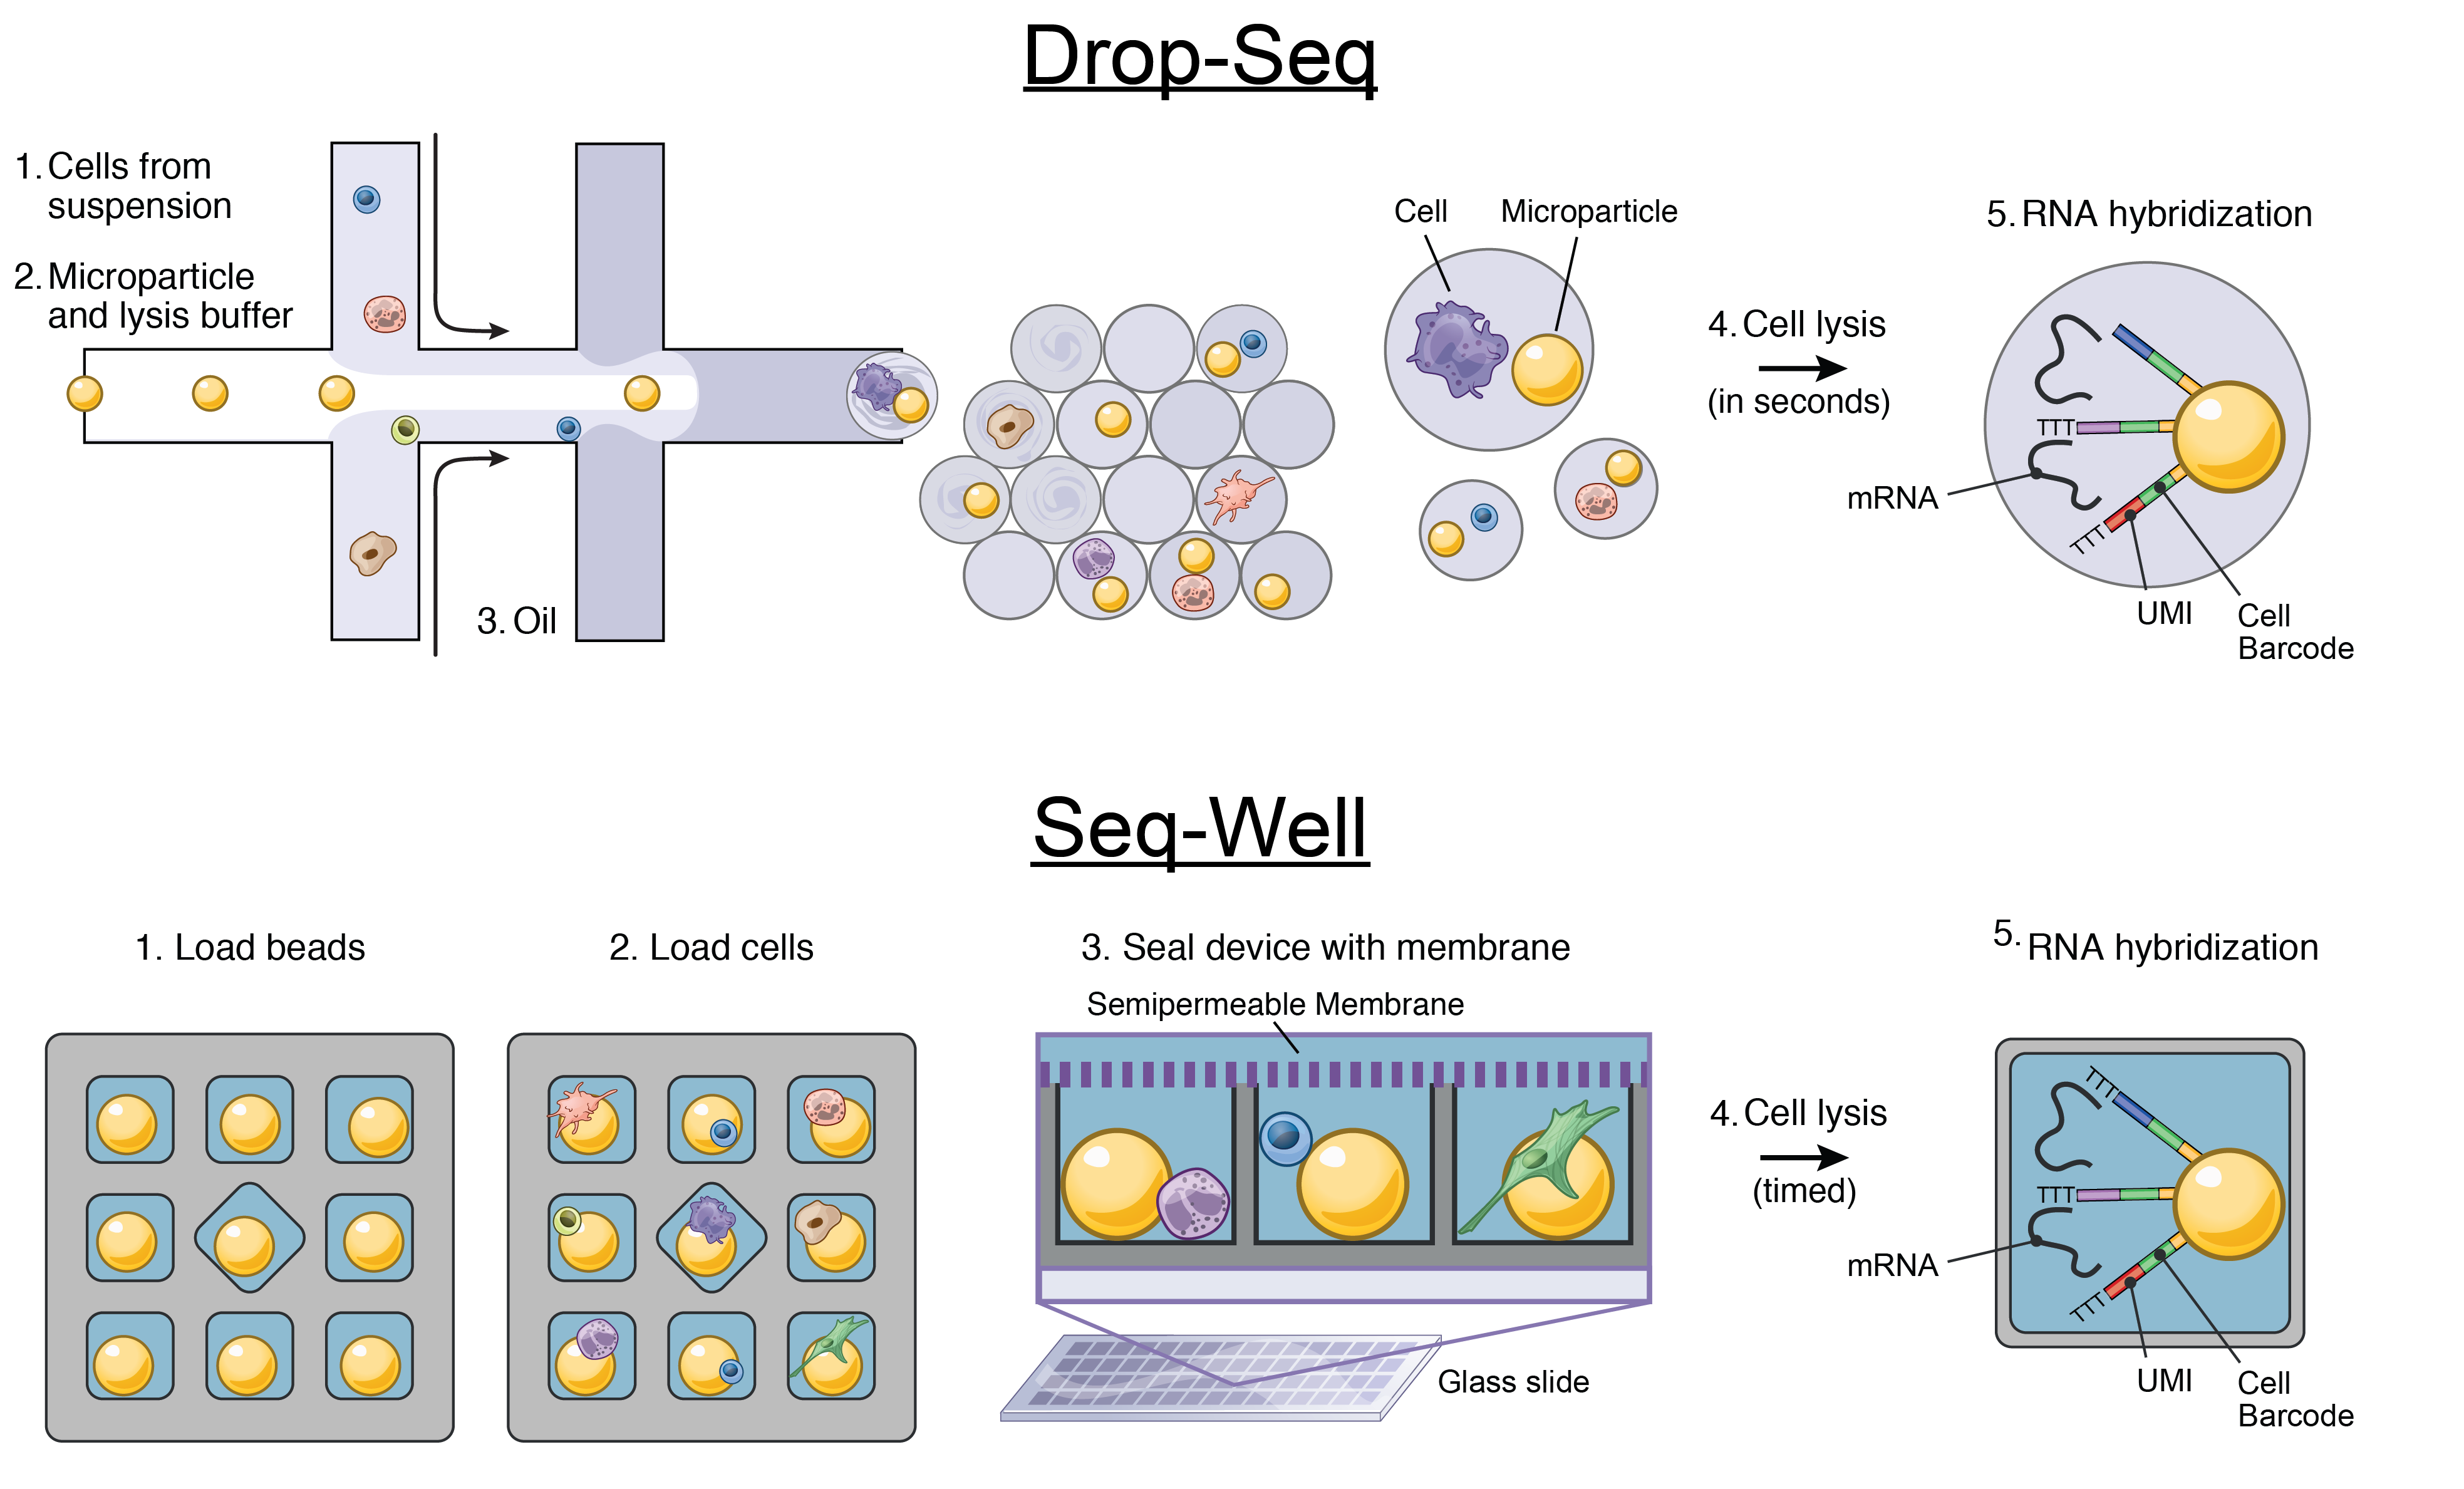 Drop-Seq
1. Cells from
suspension
2. Microparticle
and lysis buffer
3. Oil
Cell
Microparticle
4. Cell lysis
(in seconds)
5. RNA hybridization
TTT
mRNA
TTT
UMI
Cell
Barcode
Seq-Well
1. Load beads
2. Load cells
3. Seal device with membrane
Semipermeable Membrane
Glass slide
4. Cell lysis
(timed)
5. RNA hybridization
TTT
TTT
mRNA
TTT
UMI
Cell
Barcode